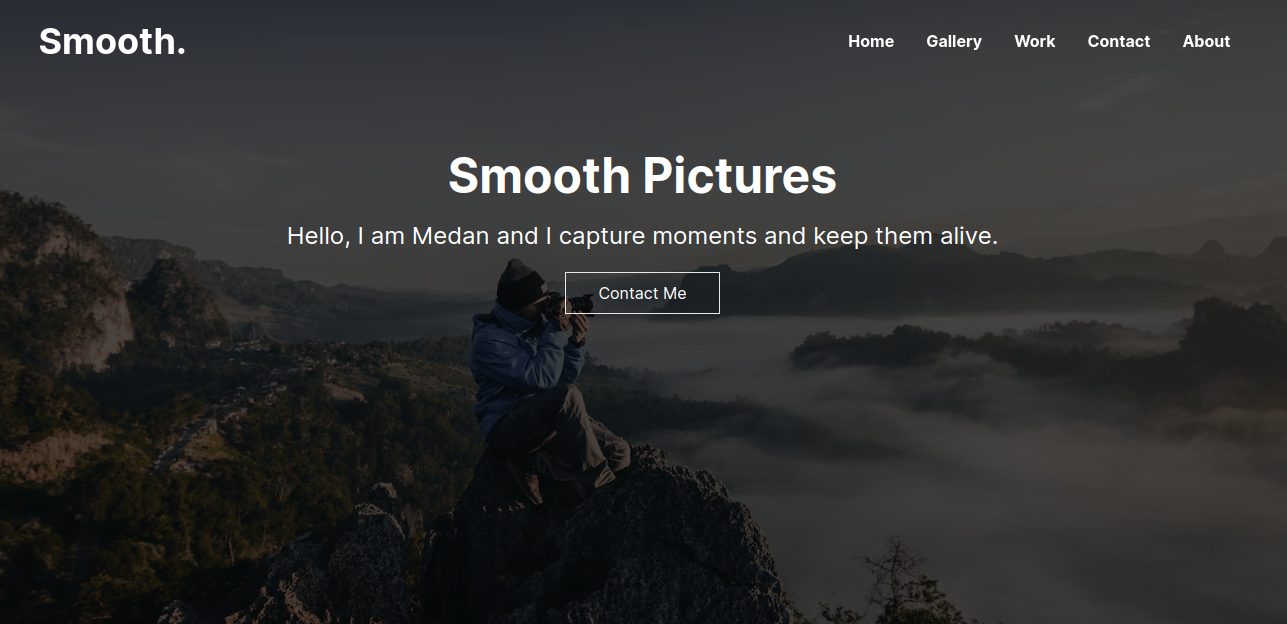 Smooth.
Home Gallery Work Contact About
Smooth Pictures
Hello, I am Medan and I capture moments and keep them alive.
Contact Me